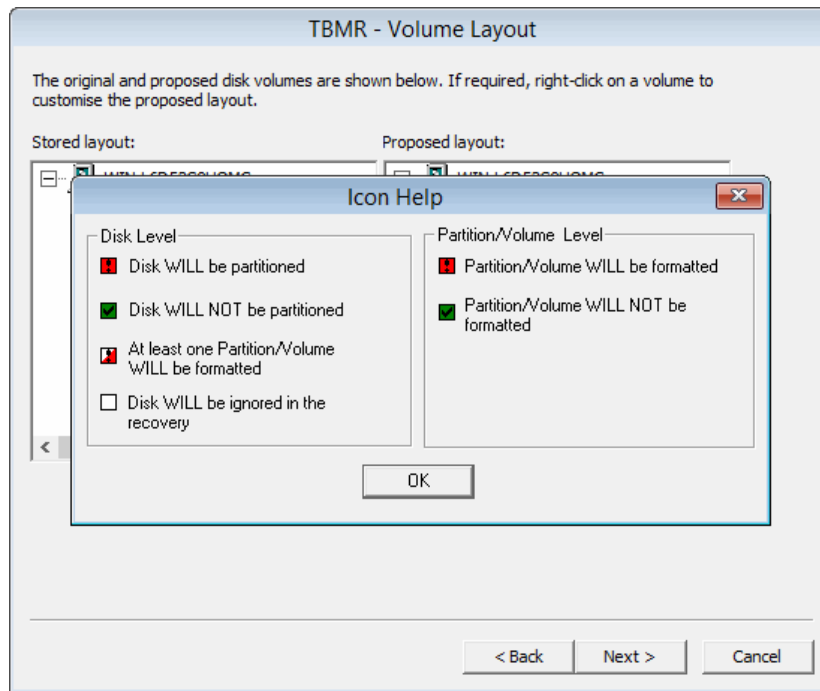 TBMR - Volume Layout
The original and proposed disk volumes are shown below. If required, right-click on a volume to
customise the proposed layout.
Stored layout:
Proposed layout:
Icon Help
Disk Level
Disk WILL be partitioned
Disk WILL NOT be partitioned
At least one Partition/Volume
WILL be formatted
Disk WILL be ignored in the
recovery
Partition/Volume Level
Partition/Volume WILL be formatted
Partition/Volume WILL NOT be
formatted
OK
< Back
Next >
Cancel